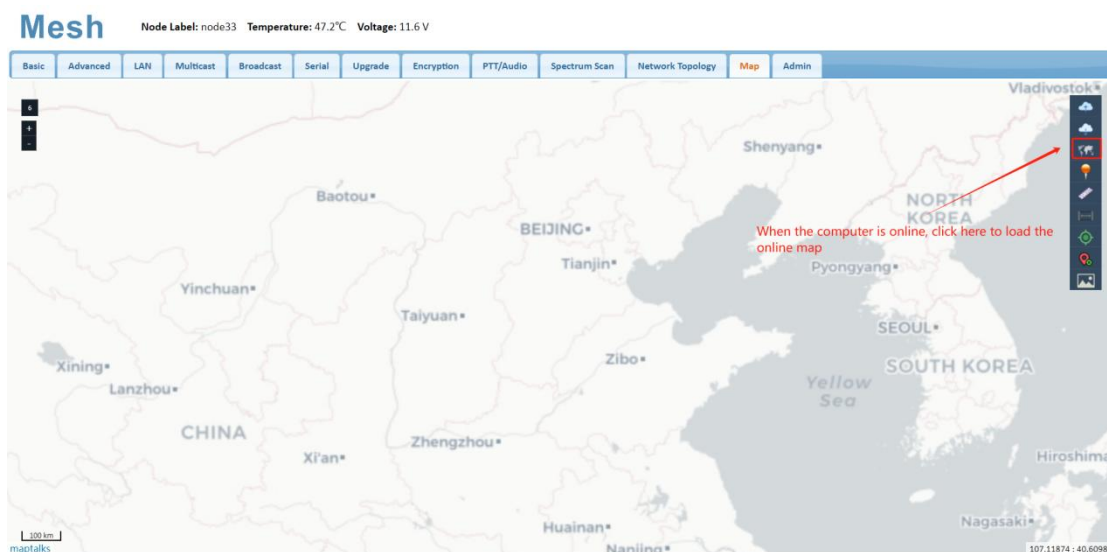 Mesh
Node Label: node33 Temperature: 47.2℃ Voltage: 11.6 V
Basic Advanced LAN Multicast Broadcast Serial Upgrade Encryption PTT/Audio Spectrum Scan Network Topology Map Admin
Vladivostok
6
+
-
Shenyang
Baotou
NORTH
KOREA
BEIJING
When the computer is online, click here to load the
online map
Tianjin
Pyongyang
Yinchuan
Taiyuan
SEOUL
Zibo
Xining
SOUTH KOREA
Lanzhou
Yellow
Sea
CHINA
Zhengzhou
Xi'an
Hiroshima
Nagasaki
Huainan
100 km
Nanjing
maptalks
107.11874 : 40.6098